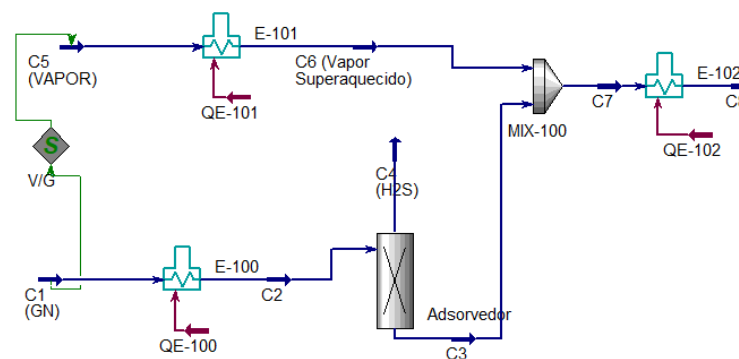 E-101
C5
(VAPOR)
C6 (Vapor
Superaquecido)
QE-101
E-102
C7
MIX-100
QE-102
S
V/G
C4
(H2S)
E-100
C1
(GN)
C2
QE-100
Adsorvedor
C3